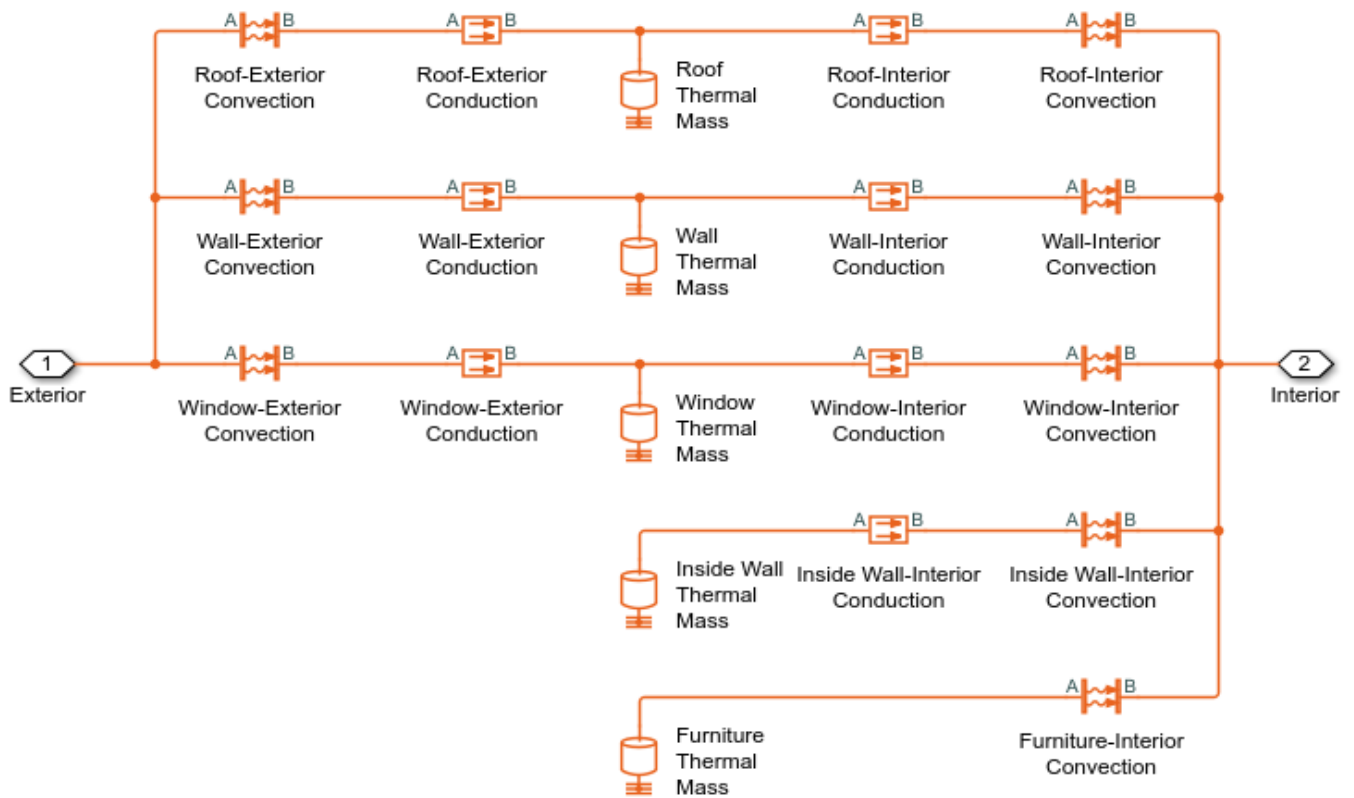 A B A B A B A B
Roof-Exterior
Convection
Roof-Exterior
Conduction
Roof
Thermal
Mass
Roof-Interior
Conduction
Roof-Interior
Convection
A B A B A B A B
Wall-Exterior
Convection
Wall-Exterior
Conduction
Wall
Thermal
Mass
Wall-Interior
Conduction
Wall-Interior
Convection
1
Exterior
A B A B A B A B
Window-Exterior
Convection
Window-Exterior
Conduction
Window
Thermal
Mass
Window-Interior
Conduction
Window-Interior
Convection
2
Interior
A B A B
Inside Wall
Thermal
Mass
Inside Wall-Interior
Conduction
Inside Wall-Interior
Convection
A B
Furniture
Thermal
Mass
Furniture-Interior
Convection